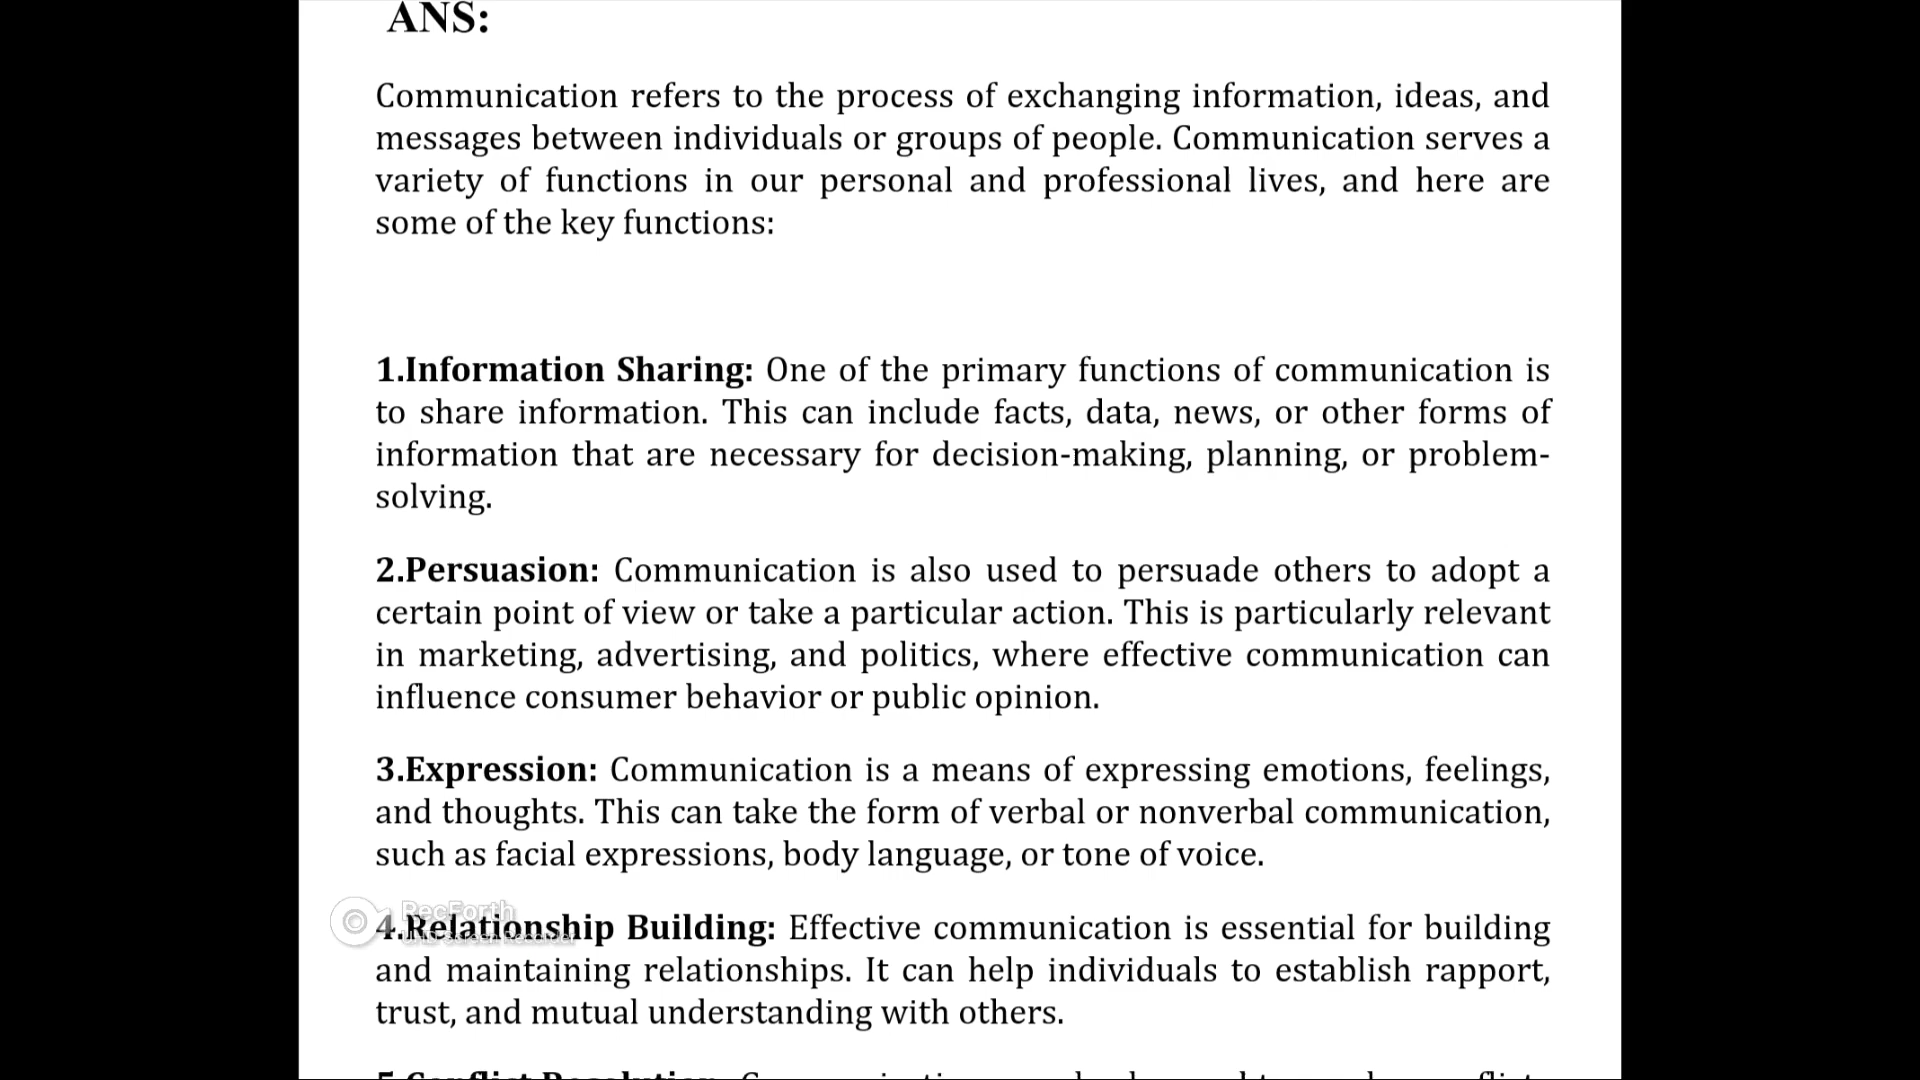 ANS:
Communication refers to the process of exchanging information, ideas, and
messages between individuals or groups of people. Communication serves a
variety of functions in our personal and professional lives, and here are
some of the key functions:
1.Information Sharing: One of the primary functions of communication is
to share information. This can include facts, data, news, or other forms of
information that are necessary for decision-making, planning, or problem-
solving.
2.Persuasion: Communication is also used to persuade others to adopt a
certain point of view or take a particular action. This is particularly relevant
in marketing, advertising, and politics, where effective communication can
influence consumer behavior or public opinion.
3.Expression: Communication is a means of expressing emotions, feelings,
and thoughts. This can take the form of verbal or nonverbal communication,
such as facial expressions, body language, or tone of voice.
RecForth
4.Relationship Building: Effective communication is essential for building
and maintaining relationships. It can help individuals to establish rapport,
trust, and mutual understanding with others.
5.Conflict Resolution: